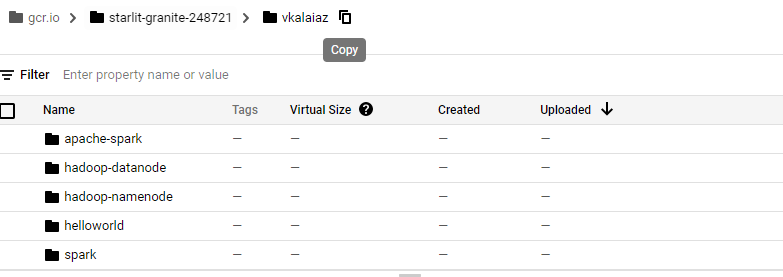 gcr.io > starlit-granite-248721 > vkalaiaz
Copy
Filter Enter property name or value
Name Tags Virtual Size ? Created Uploaded
apache-spark — — — —
hadoop-datanode — — — —
hadoop-namenode — — — —
helloworld — — — —
spark — — — —